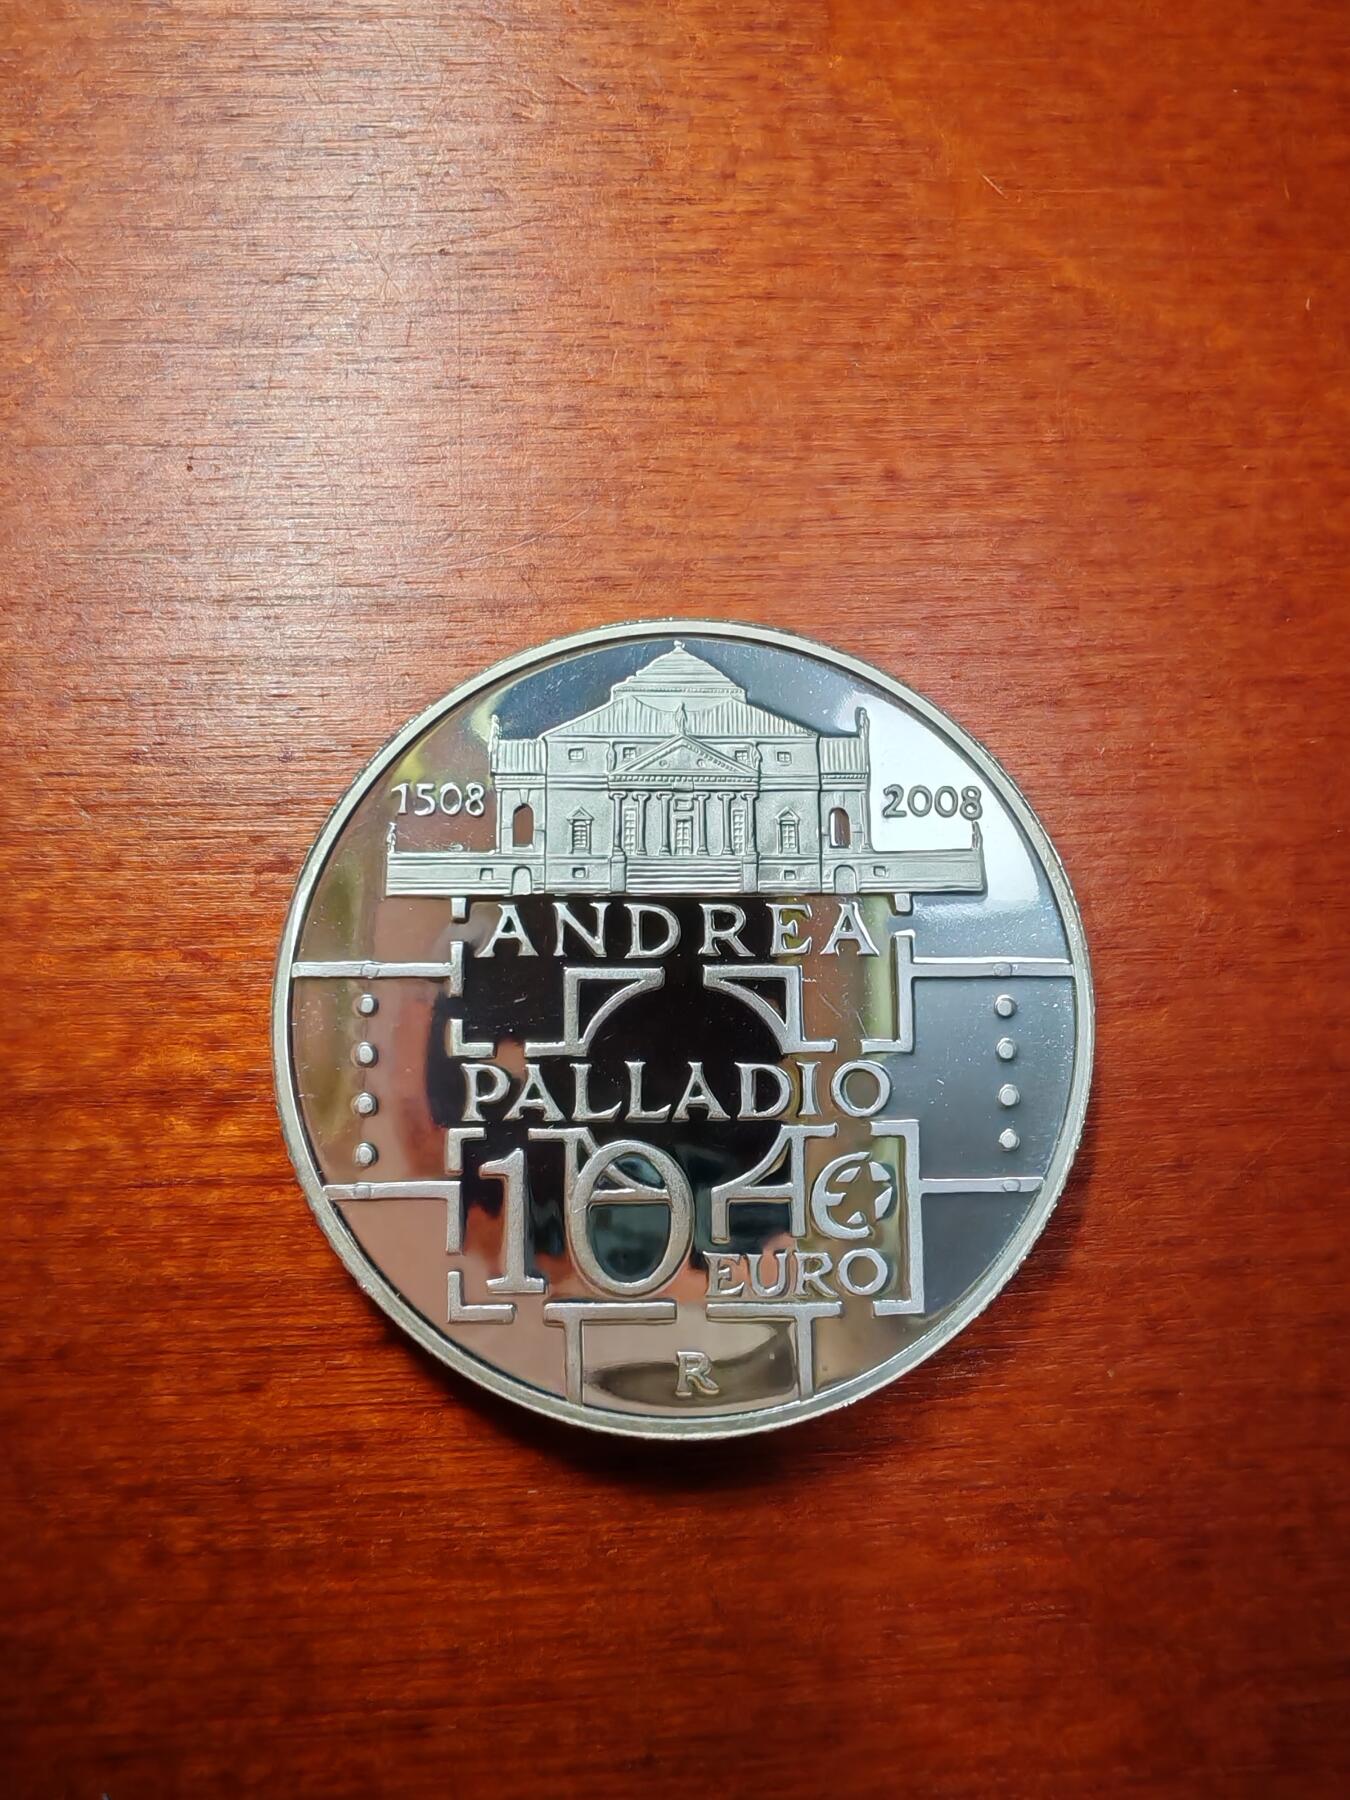 1508 2008
ANDREA
PALLADIO
10 €
EURO
R